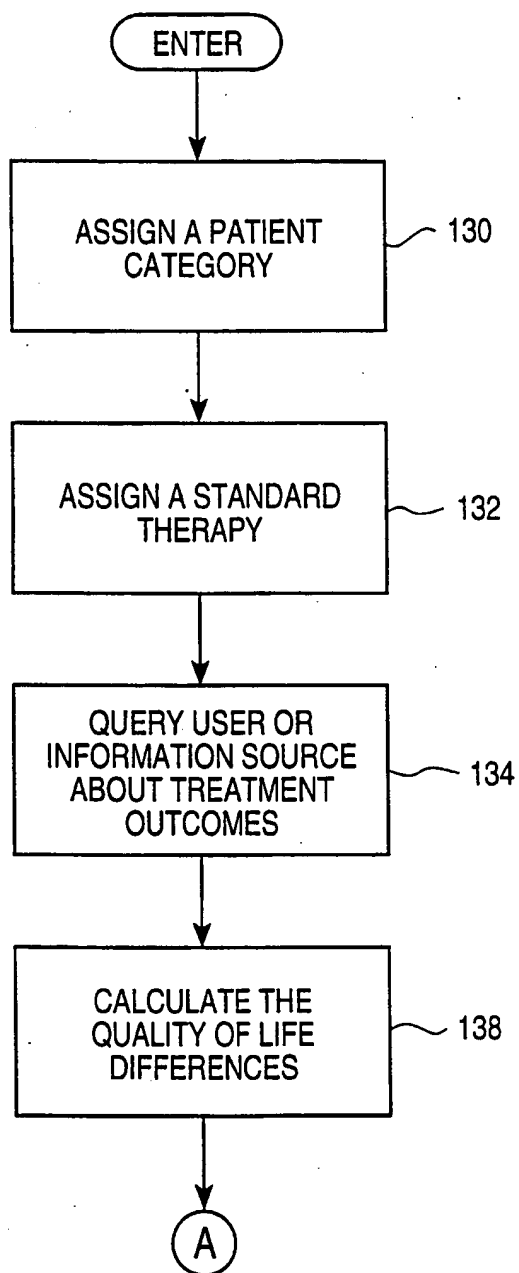 ENTER
ASSIGN A PATIENT
CATEGORY
130
ASSIGN A STANDARD
THERAPY
132
QUERY USER OR
INFORMATION SOURCE
ABOUT TREATMENT
OUTCOMES
134
CALCULATE THE
QUALITY OF LIFE
DIFFERENCES
138
A